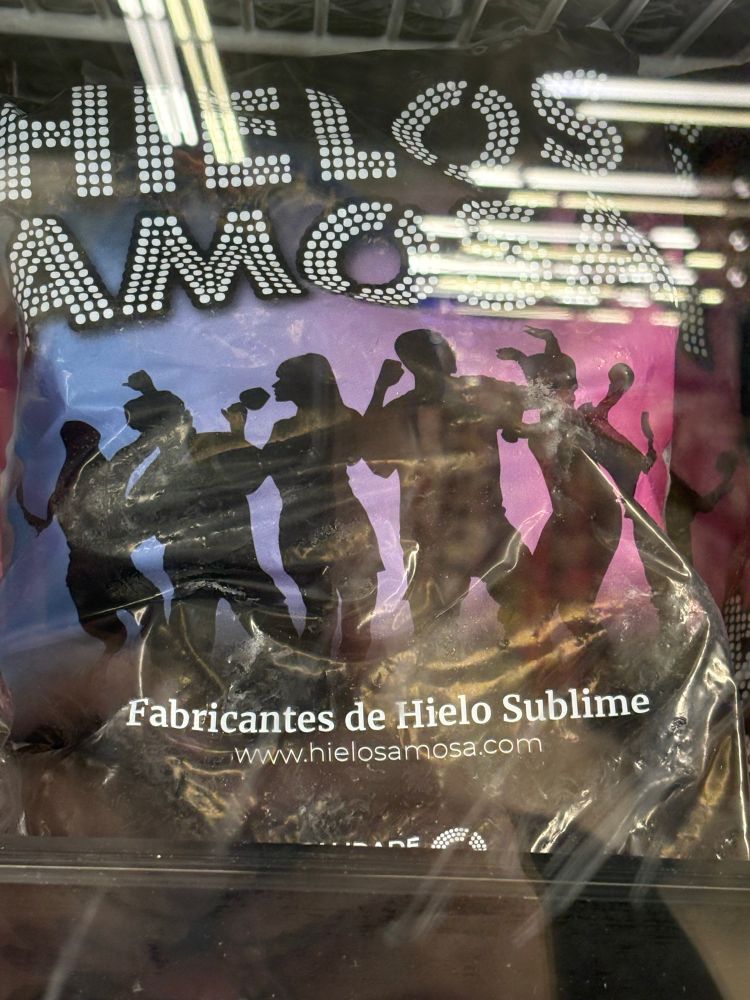 HIELOS
AMOSA
Fabricantes de Hielo Sublime
www.hielosamosa.com